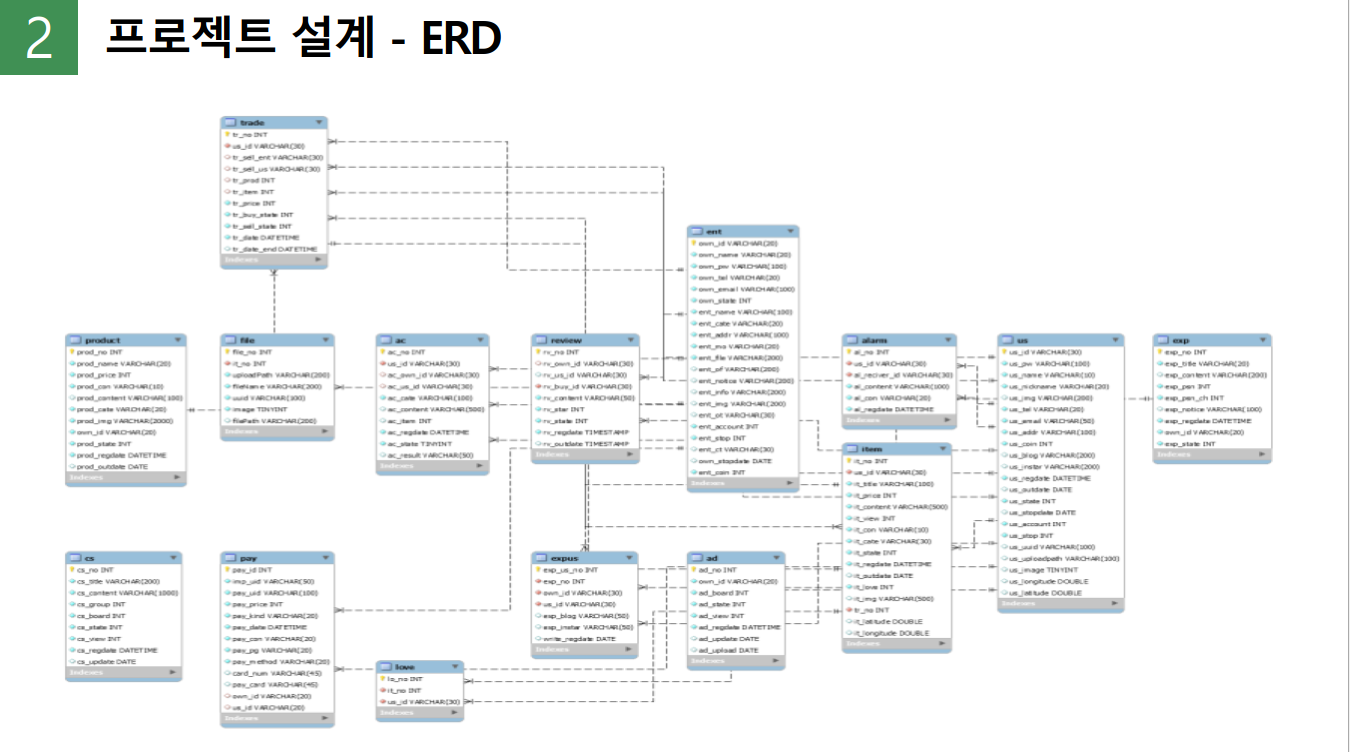 2
프로젝트 설계 - ERD
trade
tr_no INT
us_id VARCHAR(30)
tr_sell_ent VARCHAR(30)
tr_sell_us VARCHAR(30)
tr_prod INT
tr_item INT
tr_price INT
tr_buy_state INT
tr_sell_state INT
tr_date DATETIME
tr_date_end DATETIME
Indexes
ent
own_id VARCHAR(20)
own_name VARCHAR(20)
own_pw VARCHAR(100)
own_tel VARCHAR(20)
own_email VARCHAR(100)
own_state INT
ent_name VARCHAR(100)
ent_cate VARCHAR(20)
ent_addr VARCHAR(100)
ent_mo VARCHAR(20)
ent_file VARCHAR(200)
ent_of VARCHAR(200)
ent_notice VARCHAR(200)
ent_info VARCHAR(200)
ent_img VARCHAR(200)
ent_ot VARCHAR(30)
ent_account INT
ent_stop INT
ent_ct VARCHAR(30)
own_stopdate DATE
ent_coin INT
Indexes
product
prod_no INT
prod_name VARCHAR(20)
prod_price INT
prod_con VARCHAR(10)
prod_content VARCHAR(100)
prod_cate VARCHAR(20)
prod_img VARCHAR(2000)
own_id VARCHAR(20)
prod_state INT
prod_regdate DATETIME
prod_outdate DATE
Indexes
file
file_no INT
it_no INT
uploadPath VARCHAR(200)
fileName VARCHAR(200)
uuid VARCHAR(100)
image TINYINT
filePath VARCHAR(200)
Indexes
ac
ac_no INT
us_id VARCHAR(30)
ac_own_id VARCHAR(30)
ac_us_id VARCHAR(30)
ac_cate VARCHAR(100)
ac_content VARCHAR(500)
ac_item INT
ac_regdate DATETIME
ac_state TINYINT
ac_result VARCHAR(50)
Indexes
review
rv_no INT
rv_own_id VARCHAR(30)
rv_us_id VARCHAR(30)
rv_buy_id VARCHAR(30)
rv_content VARCHAR(50)
rv_star INT
rv_state INT
rv_regdate TIMESTAMP
rv_outdate TIMESTAMP
Indexes
alarm
al_no INT
us_id VARCHAR(30)
al_reciver_id VARCHAR(30)
al_content VARCHAR(100)
al_con VARCHAR(20)
al_regdate DATETIME
Indexes
us
us_id VARCHAR(30)
us_pw VARCHAR(100)
us_name VARCHAR(10)
us_nickname VARCHAR(20)
us_img VARCHAR(200)
us_tel VARCHAR(20)
us_email VARCHAR(50)
us_addr VARCHAR(100)
us_coin INT
us_blog VARCHAR(200)
us_instar VARCHAR(200)
us_regdate DATETIME
us_outdate DATE
us_state INT
us_stopdate DATE
us_account INT
us_stop INT
us_uuid VARCHAR(100)
us_uploadpath VARCHAR(100)
us_image TINYINT
us_longitude DOUBLE
us_latitude DOUBLE
Indexes
exp
exp_no INT
exp_title VARCHAR(20)
exp_content VARCHAR(200)
exp_psn INT
exp_psn_ch INT
exp_notice VARCHAR(100)
exp_regdate DATETIME
own_id VARCHAR(20)
exp_state INT
Indexes
item
it_no INT
us_id VARCHAR(30)
it_title VARCHAR(100)
it_price INT
it_content VARCHAR(500)
it_view INT
it_con VARCHAR(10)
it_cate VARCHAR(30)
it_state INT
it_regdate DATETIME
it_outdate DATE
it_love INT
it_img VARCHAR(500)
tr_no INT
it_latitude DOUBLE
it_longitude DOUBLE
Indexes
cs
cs_no INT
cs_title VARCHAR(200)
cs_content VARCHAR(1000)
cs_group INT
cs_board INT
cs_state INT
cs_view INT
cs_regdate DATETIME
cs_update DATE
Indexes
pay
pay_id INT
imp_uid VARCHAR(50)
pay_uid VARCHAR(100)
pay_price INT
pay_kind VARCHAR(20)
pay_date DATETIME
pay_con VARCHAR(20)
pay_pg VARCHAR(20)
pay_method VARCHAR(20)
card_num VARCHAR(45)
pay_card VARCHAR(45)
own_id VARCHAR(20)
us_id VARCHAR(20)
Indexes
love
lo_no INT
it_no INT
us_id VARCHAR(30)
Indexes
expus
exp_us_no INT
exp_no INT
own_id VARCHAR(30)
us_id VARCHAR(30)
exp_blog VARCHAR(50)
exp_instar VARCHAR(50)
write_regdate DATE
Indexes
ad
ad_no INT
own_id VARCHAR(20)
ad_board INT
ad_state INT
ad_view INT
ad_regdate DATETIME
ad_update DATE
ad_upload DATE
Indexes